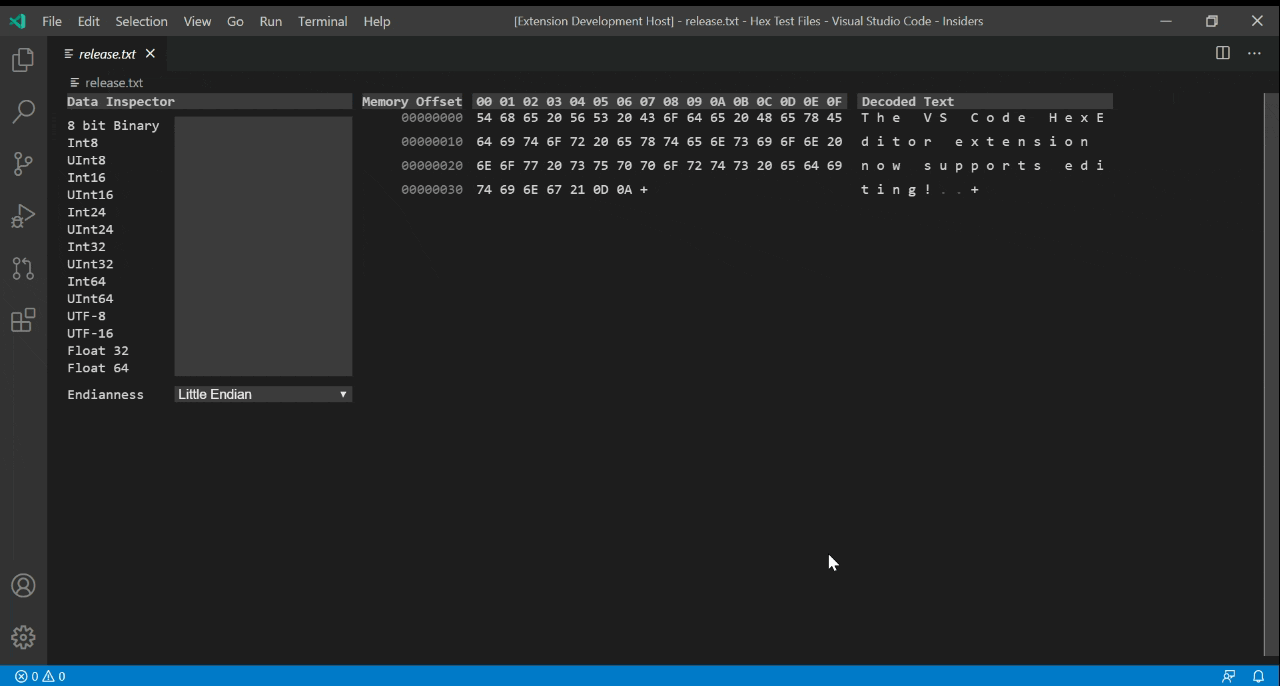 File Edit Selection View Go Run Terminal Help [Extension Development Host] - release.txt - Hex Test Files - Visual Studio Code - Insiders
release.txt
release.txt
Data Inspector Memory Offset 00 01 02 03 04 05 06 07 08 09 0A 0B 0C 0D 0E 0F Decoded Text
00000000 54 68 65 20 56 53 20 43 6F 64 65 20 48 65 78 45 T h e V S C o d e H e x E
8 bit Binary
Int8 00000010 64 69 74 6F 72 20 65 78 74 65 6E 73 69 6F 6E 20 d i t o r e x t e n s i o n
UInt8 00000020 6E 6F 77 20 73 75 70 70 6F 72 74 73 20 65 64 69 n o w s u p p o r t s e d i
Int16
UInt16 00000030 74 69 6E 67 21 0D 0A + t i n g ! . . +
Int24
UInt24
Int32
UInt32
Int64
UInt64
UTF-8
UTF-16
Float 32
Float 64
Endianness Little Endian
0 0